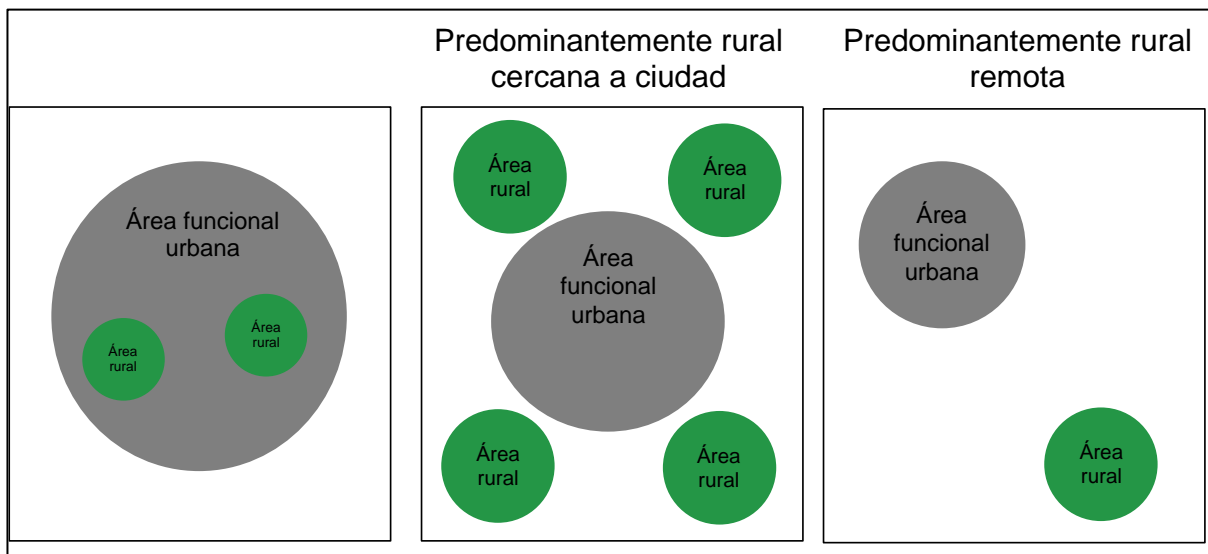 Predominantemente rural
cercana a ciudad
Predominantemente rural
remota
Área funcional
urbana
Área
rural
Área
rural
Área
rural
Área
rural
Área
funcional
urbana
Área
rural
Área
rural
Área
funcional
urbana
Área
rural